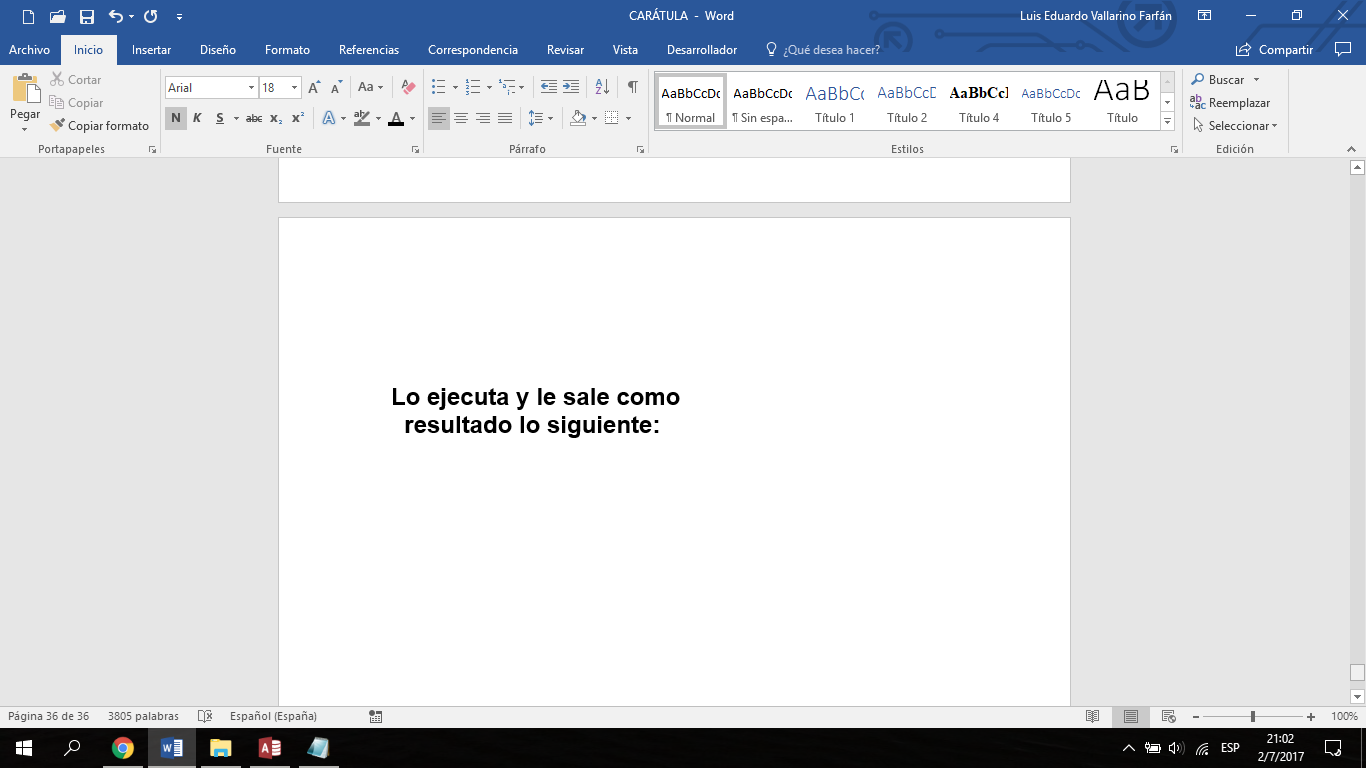 CARÁTULA - Word
Luis Eduardo Vallarino Farfán
Archivo Inicio Insertar Diseño Formato Referencias Correspondencia Revisar Vista Desarrollador ¿Qué desea hacer? Compartir
Pegar
Cortar
Copiar
Copiar formato
Portapapeles
Arial 18 A A Aa
N K S abc x₂ x² A ab A
Fuente
Párrafo
AaBbCcDc AaBbCcDc AaBbCc AaBbCcD AaBbCcI AaBbCcDc AaB
¶ Normal ¶ Sin espa... Título 1 Título 2 Título 4 Título 5 Título
Estilos
Buscar
Reemplazar
Seleccionar
Edición
Lo ejecuta y le sale como
resultado lo siguiente:
Página 36 de 36 3805 palabras Español (España) 100%
ESP
21:02
2/7/2017